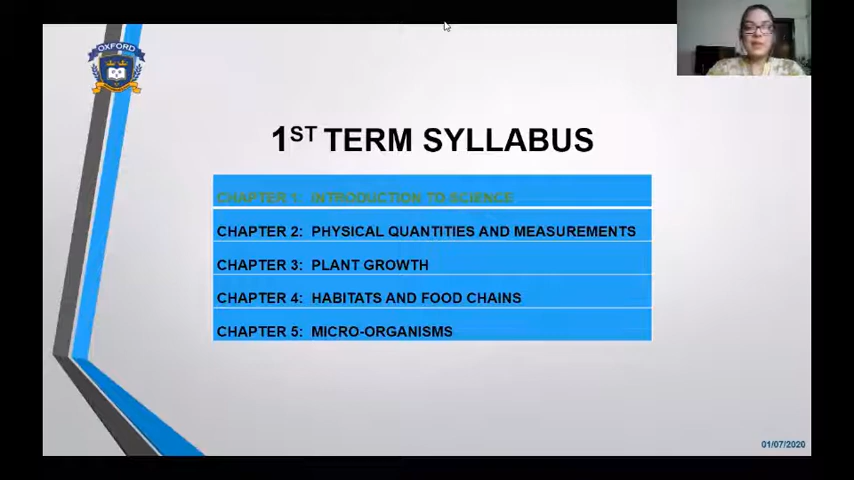 OXFORD
1ST TERM SYLLABUS
CHAPTER 1: INTRODUCTION TO SCIENCE
CHAPTER 2: PHYSICAL QUANTITIES AND MEASUREMENTS
CHAPTER 3: PLANT GROWTH
CHAPTER 4: HABITATS AND FOOD CHAINS
CHAPTER 5: MICRO-ORGANISMS
01/07/2020